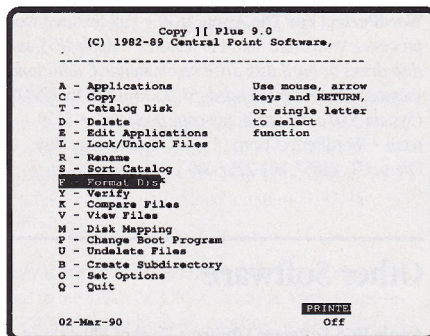 Copy ][ Plus 9.0
(C) 1982-89 Central Point Software,
A - Applications
C - Copy
T - Catalog Disk
D - Delete
E - Edit Applications
L - Lock/Unlock Files
R - Rename
S - Sort Catalog
F - Format Dis
Y - Verify
K - Compare Files
V - View Files
M - Disk Mapping
P - Change Boot Program
U - Undelete Files
B - Create Subdirectory
O - Set Options
Q - Quit
Use mouse, arrow
keys and RETURN,
or single letter
to select
function
PRINTE
02-Mar-90 Off